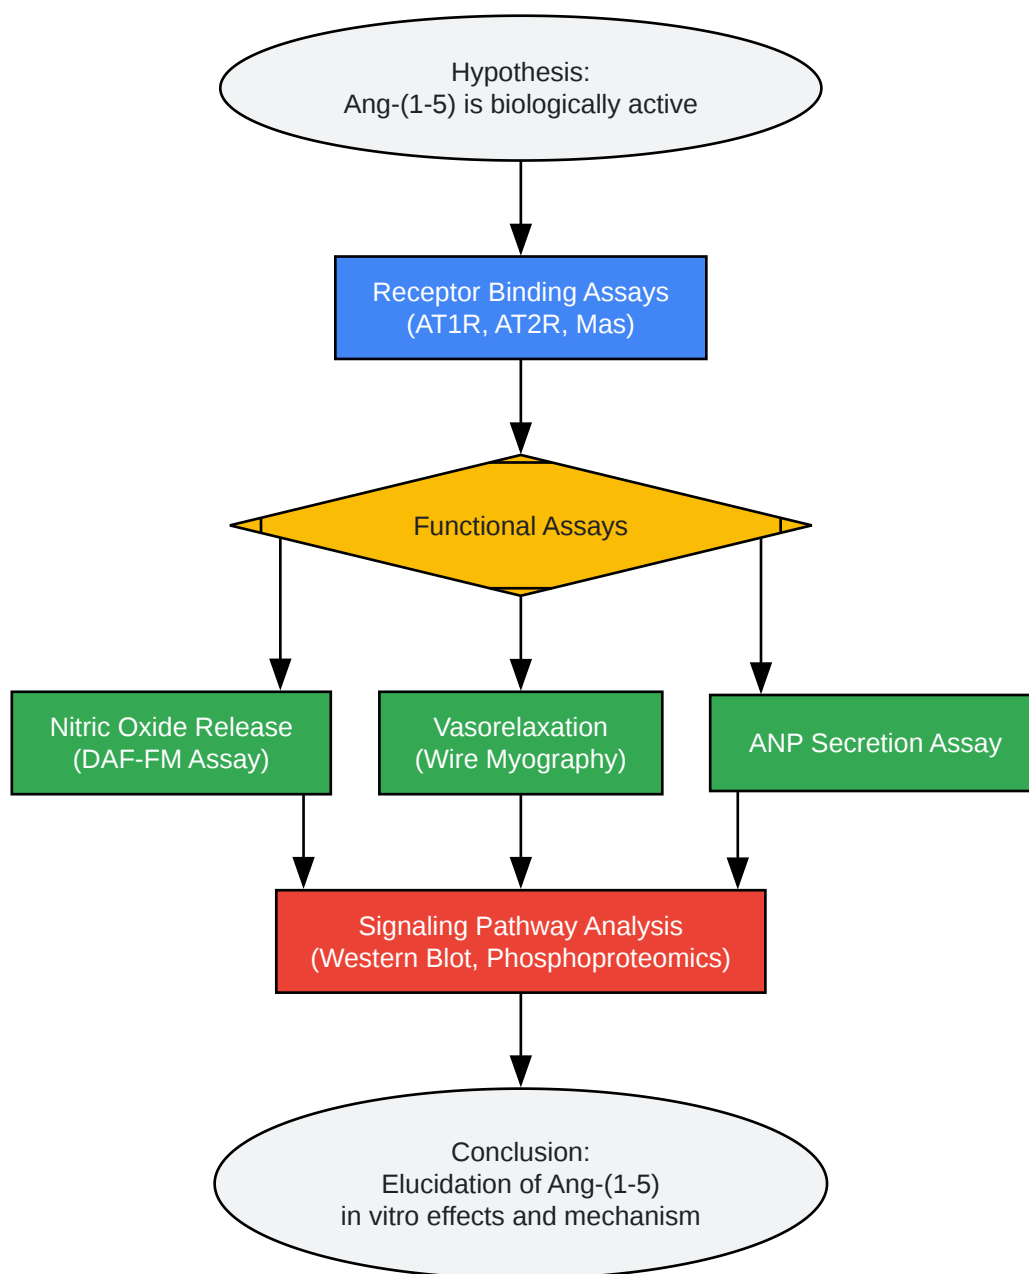 Hypothesis:
Ang-(1-5) is biologically active
Receptor Binding Assays
(AT1R, AT2R, Mas)
Functional Assays
Nitric Oxide Release
(DAF-FM Assay)
Vasorelaxation
(Wire Myography)
ANP Secretion Assay
Signaling Pathway Analysis
(Western Blot, Phosphoproteomics)
Conclusion:
Elucidation of Ang-(1-5)
in vitro effects and mechanism